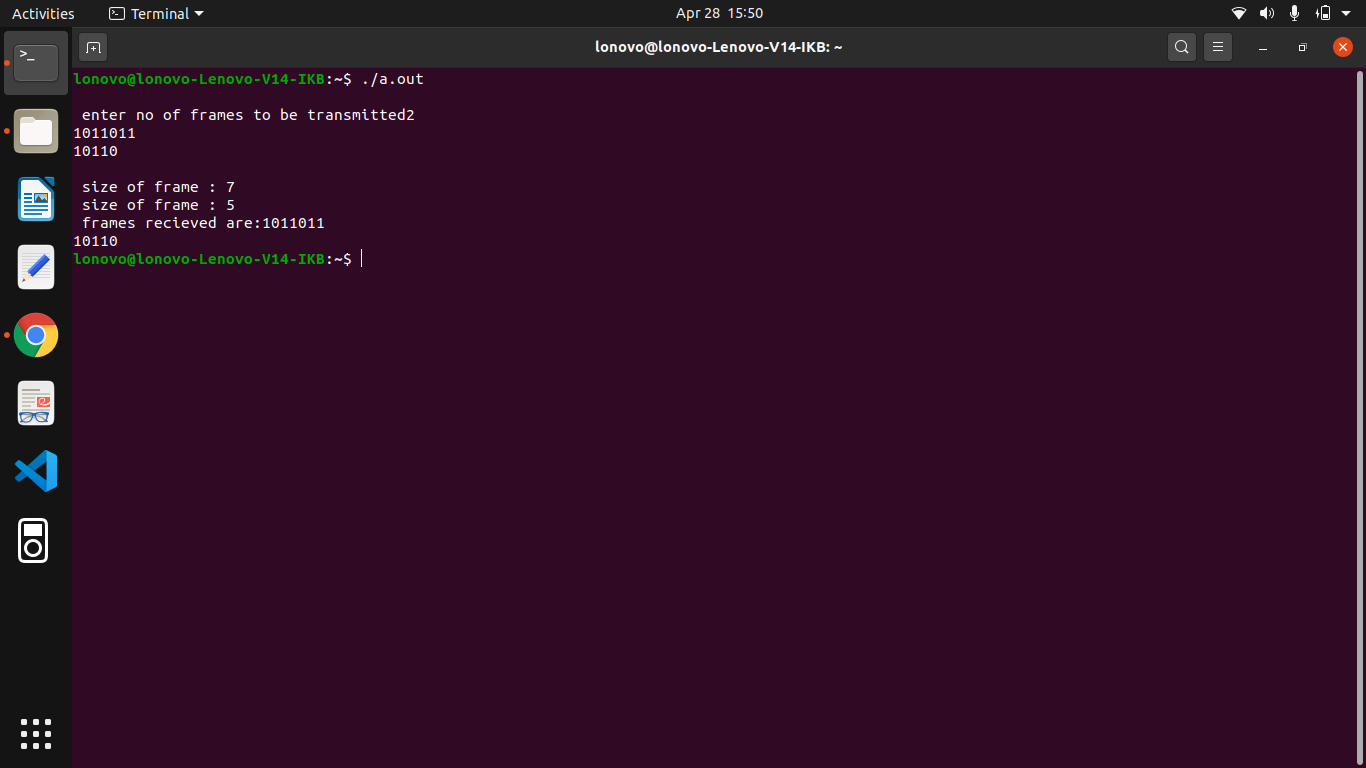 Activities
Terminal
Apr 28 15:50
lonovo@lonovo-Lenovo-V14-IKB: ~
lonovo@lonovo-Lenovo-V14-IKB:~$ ./a.out
enter no of frames to be transmitted2
1011011
10110
size of frame : 7
size of frame : 5
frames recieved are:1011011
10110
lonovo@lonovo-Lenovo-V14-IKB:~$